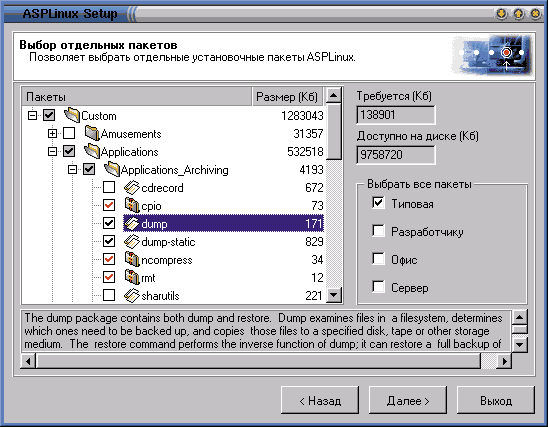 ASPLinux Setup
Выбор отдельных пакетов
Позволяет выбрать отдельные установочные пакеты ASPLinux.
Пакеты Размер (Кб)
Custom 1283043
Amusements 31357
Applications 532518
Applications_Archiving 4193
cdrecord 672
cpio 73
dump 171
dump-static 829
ncompress 34
rmt 12
sharutils 221
Требуется (Кб)
138901
Доступно на диске (Кб)
9758720
Выбрать все пакеты
Типовая
Разработчику
Офис
Сервер
The dump package contains both dump and restore. Dump examines files in a filesystem, determines
which ones need to be backed up, and copies those files to a specified disk, tape or other storage
medium. The restore command performs the inverse function of dump; it can restore a full backup of
< Назад
Далее >
Выход